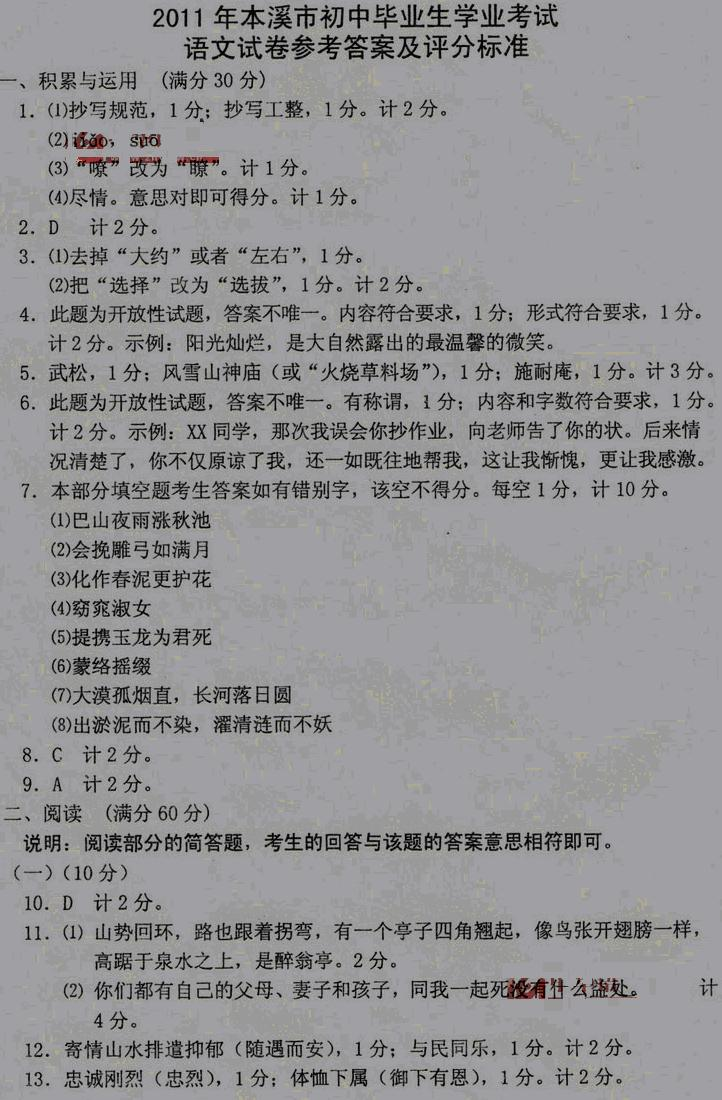 2011年本溪市初中毕业生学业考试
语文试卷参考答案及评分标准
一、积累与运用 (满分30分)
1. ⑴抄写规范，1分；抄写工整，1分。计2分。
⑵ suō
⑶“嘹”改为“瞭”。计1分。
⑷尽情。意思对即可得分。计1分。
2. D 计2分。
3. ⑴去掉“大约”或者“左右”，1分。
⑵把“选择”改为“选拔”，1分。计2分。
4. 此题为开放性试题，答案不唯一。内容符合要求，1分；形式符合要求，1分。
计2分。示例：阳光灿烂，是大自然露出的最温馨的微笑。
5. 武松，1分；风雪山神庙（或“火烧草料场”），1分；施耐庵，1分。计3分。
6. 此题为开放性试题，答案不唯一。有称谓，1分；内容和字数符合要求，1分。
计2分。示例：XX同学，那次我误会你抄作业，向老师告了你的状。后来情
况清楚了，你不仅原谅了我，还一如既往地帮我，这让我惭愧，更让我感激。
7. 本部分填空题考生答案如有错别字，该空不得分。每空1分，计10分。
⑴巴山夜雨涨秋池
⑵会挽雕弓如满月
⑶化作春泥更护花
⑷窈窕淑女
⑸提携玉龙为君死
⑹蒙络摇缀
⑺大漠孤烟直，长河落日圆
⑻出淤泥而不染，濯清涟而不妖
8. C 计2分。
9. A 计2分。
二、阅读 (满分60分)
说明：阅读部分的简答题，考生的回答与该题的答案意思相符即可。
(一)(10分)
10. D 计2分。
11. ⑴ 山势回环，路也跟着拐弯，有一个亭子四角翘起，像鸟张开翅膀一样，
高踞于泉水之上，是醉翁亭。2分。
⑵ 你们都有自己的父母、妻子和孩子，同我一起死没有什么益处。 计
4分。
12. 寄情山水排遣抑郁（随遇而安），1分；与民同乐，1分。计2分。
13. 忠诚刚烈（忠烈），1分；体恤下属（御下有恩），1分。计2分。